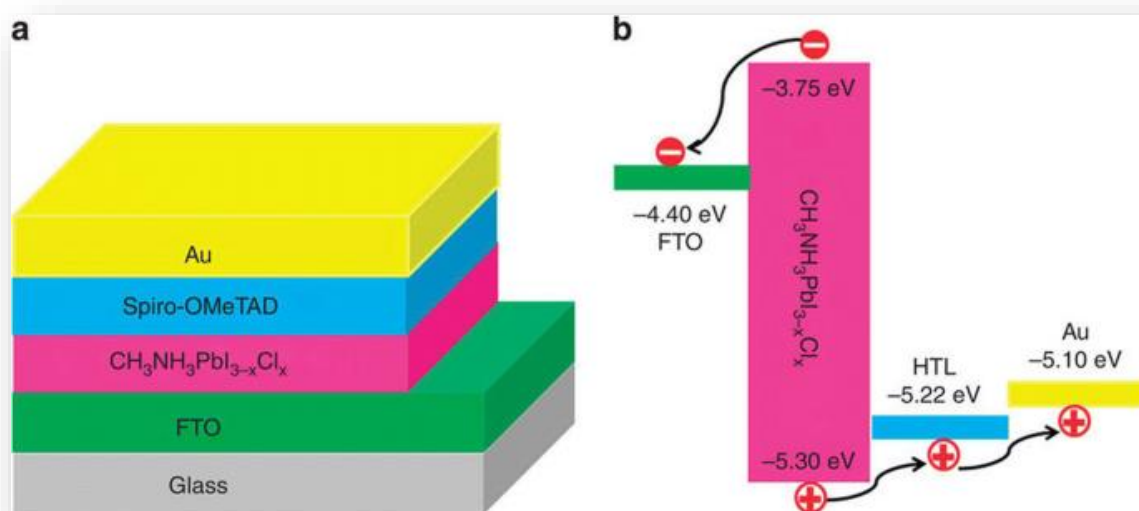 a
Au
Spiro-OMeTAD
CH₃NH₃PbI₃₋ₓClₓ
FTO
Glass
b
–3.75 eV
–4.40 eV
FTO
CH₃NH₃PbI₃₋ₓClₓ
–5.30 eV
HTL
–5.22 eV
Au
–5.10 eV